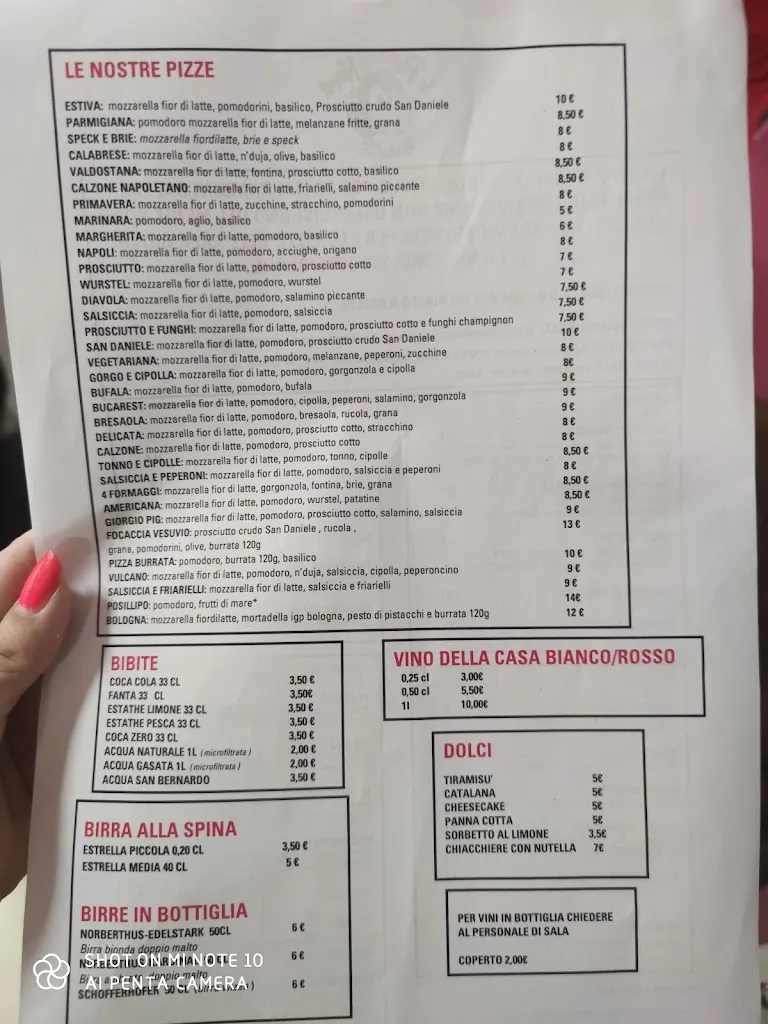 LE NOSTRE PIZZE
ESTIVA: mozzarella fior di latte, pomodorini, basilico, Prosciutto crudo San Daniele 10 €
PARMIGIANA: pomodoro mozzarella fior di latte, melanzane fritte, grana 8,50 €
SPECK E BRIE: mozzarella fiordilatte, brie e speck 8 €
CALABRESE: mozzarella fior di latte, n'duja, olive, basilico 8 €
VALDOSTANA: mozzarella fior di latte, fontina, prosciutto cotto, basilico 8,50 €
CALZONE NAPOLETANO: mozzarella fior di latte, friarielli, salamino piccante 8,50 €
PRIMAVERA: mozzarella fior di latte, zucchine, stracchino, pomodorini 8 €
MARINARA: pomodoro, aglio, basilico 5 €
MARGHERITA: mozzarella fior di latte, pomodoro, basilico 6 €
NAPOLI: mozzarella fior di latte, pomodoro, acciughe, origano 8 €
PROSCIUTTO: mozzarella fior di latte, pomodoro, prosciutto cotto 7 €
WURSTEL: mozzarella fior di latte, pomodoro, wurstel 7 €
DIAVOLA: mozzarella fior di latte, pomodoro, salamino piccante 7,50 €
SALSICCIA: mozzarella fior di latte, pomodoro, salsiccia 7,50 €
PROSCIUTTO E FUNGHI: mozzarella fior di latte, pomodoro, prosciutto cotto e funghi champignon 7,50 €
SAN DANIELE: mozzarella fior di latte, pomodoro, prosciutto crudo San Daniele 10 €
VEGETARIANA: mozzarella fior di latte, pomodoro, melanzane, peperoni, zucchine 8 €
GORGO E CIPOLLA: mozzarella fior di latte, pomodoro, gorgonzola e cipolla 8€
BUFALA: mozzarella fior di latte, pomodoro, bufala 9 €
BUCAREST: mozzarella fior di latte, pomodoro, cipolla, peperoni, salamino, gorgonzola 9 €
BRESAOLA: mozzarella fior di latte, pomodoro, bresaola, rucola, grana 9 €
DELICATA: mozzarella fior di latte, pomodoro, prosciutto cotto, stracchino 8 €
CALZONE: mozzarella fior di latte, pomodoro, prosciutto cotto 8 €
TONNO E CIPOLLE: mozzarella fior di latte, pomodoro, tonno, cipolle 8,50 €
SALSICCIA E PEPERONI: mozzarella fior di latte, pomodoro, salsiccia e peperoni 8 €
4 FORMAGGI: mozzarella fior di latte, gorgonzola, fontina, brie, grana 8,50 €
AMERICANA: mozzarella fior di latte, pomodoro, wurstel, patatine 8,50 €
GIORGIO PIG: mozzarella fior di latte, pomodoro, prosciutto cotto, salamino, salsiccia 9 €
FOCACCIA VESUVIO: prosciutto crudo San Daniele , rucola , 13 €
grana, pomodorini, olive, burrata 120g
PIZZA BURRATA: pomodoro, burrata 120g, basilico 10 €
VULCANO: mozzarella fior di latte, pomodoro, n'duja, salsiccia, cipolla, peperoncino 9 €
SALSICCIA E FRIARIELLI: mozzarella fior di latte, salsiccia e friarielli 9 €
POSILLIPO: pomodoro, frutti di mare* 14€
BOLOGNA: mozzarella fiordilatte, mortadella igp bologna, pesto di pistacchi e burrata 120g 12 €
BIBITE
COCA COLA 33 CL 3,50 €
FANTA 33 CL 3,50€
ESTATHE LIMONE 33 CL 3,50 €
ESTATHE PESCA 33 CL 3,50 €
COCA ZERO 33 CL 3,50 €
ACQUA NATURALE 1L (microfiltrata) 2,00 €
ACQUA GASATA 1L (microfiltrata) 2,00 €
ACQUA SAN BERNARDO 3,50 €
VINO DELLA CASA BIANCO/ROSSO
0,25 cl 3,00€
0,50 cl 5,50€
1l 10,00€
DOLCI
TIRAMISU' 5€
CATALANA 5€
CHEESECAKE 5€
PANNA COTTA 5€
SORBETTO AL LIMONE 3,5€
CHIACCHIERE CON NUTELLA 7€
BIRRA ALLA SPINA
ESTRELLA PICCOLA 0,20 CL 3,50 €
ESTRELLA MEDIA 40 CL 5 €
BIRRE IN BOTTIGLIA
NORBERTHUS-EDELSTARK 50CL 6 €
Birra bionda doppio malto
6 €
doppio malto
SCHOFFERHOFER 50 CL 6 €
PER VINI IN BOTTIGLIA CHIEDERE
AL PERSONALE DI SALA
COPERTO 2,00€
SHOT ON MI NOTE 10
AI PENTA CAMERA